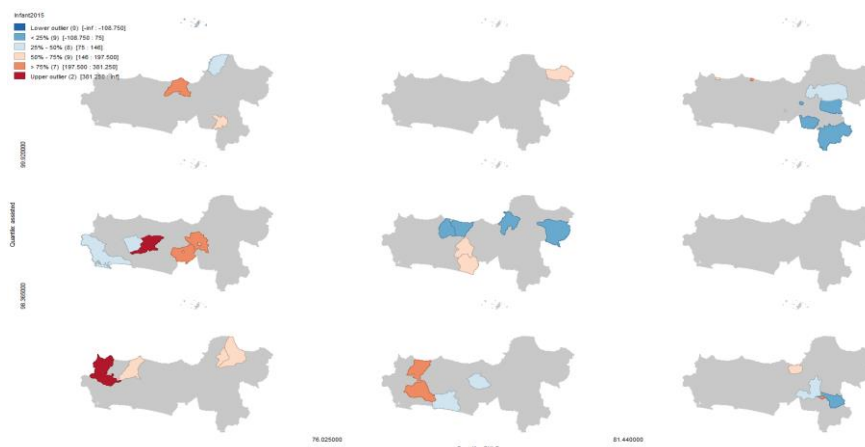 Infant2015
Lower outlier (0) [-inf : -108.750]
< 25% (9) [-108.750 : 75]
25% - 50% (8) [75 : 146]
50% - 75% (9) [146 : 197.500]
> 75% (7) [197.500 : 381.250]
Upper outlier (2) [381.250 : inf]
99.020000
Quantile: assisted
98.360000
76.025000
81.440000